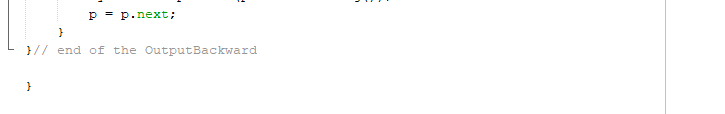 p = p.next;
}
}// end of the OutputBackward
}